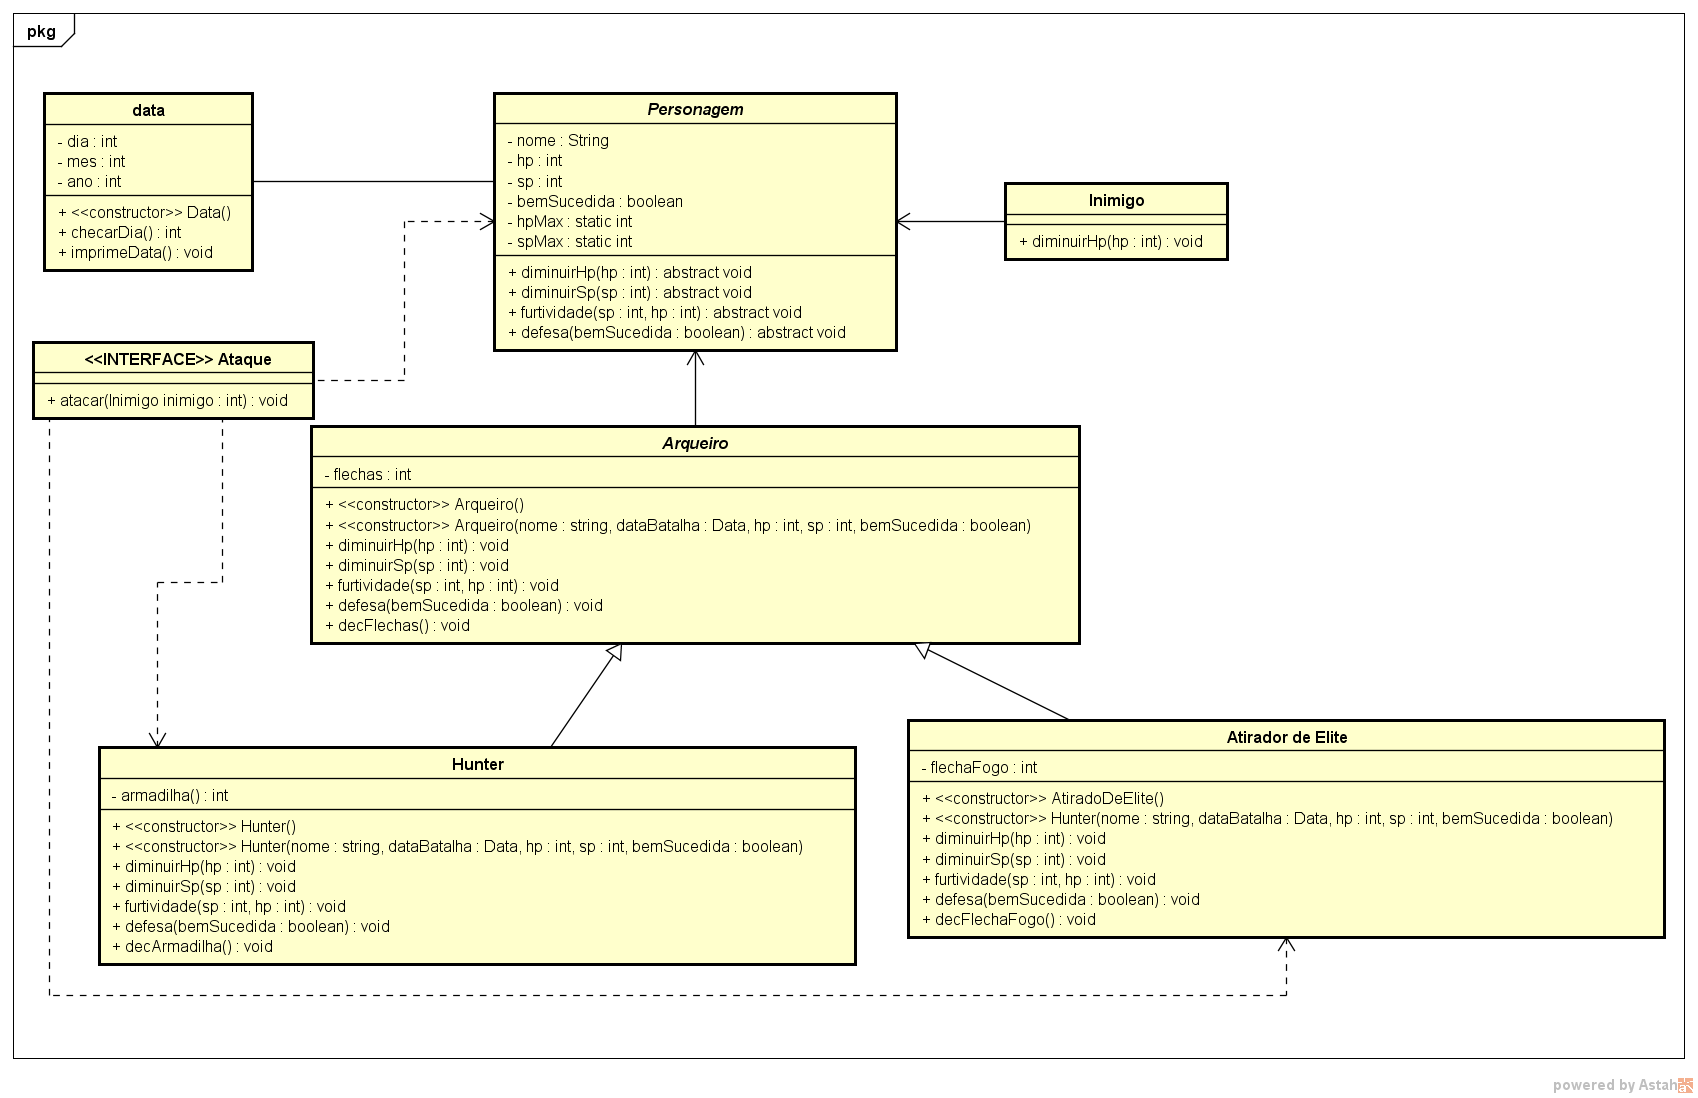 pkg
data
- dia : int
- mes : int
- ano : int
+ <<constructor>> Data()
+ checarDia() : int
+ imprimeData() : void
Personagem
- nome : String
- hp : int
- sp : int
- bemSucedida : boolean
- hpMax : static int
- spMax : static int
+ diminuirHp(hp : int) : abstract void
+ diminuirSp(sp : int) : abstract void
+ furtividade(sp : int, hp : int) : abstract void
+ defesa(bemSucedida : boolean) : abstract void
Inimigo
+ diminuirHp(hp : int) : void
<<INTERFACE>> Ataque
+ atacar(Inimigo inimigo : int) : void
Arqueiro
- flechas : int
+ <<constructor>> Arqueiro()
+ <<constructor>> Arqueiro(nome : string, dataBatalha : Data, hp : int, sp : int, bemSucedida : boolean)
+ diminuirHp(hp : int) : void
+ diminuirSp(sp : int) : void
+ furtividade(sp : int, hp : int) : void
+ defesa(bemSucedida : boolean) : void
+ decFlechas() : void
Hunter
- armadilha() : int
+ <<constructor>> Hunter()
+ <<constructor>> Hunter(nome : string, dataBatalha : Data, hp : int, sp : int, bemSucedida : boolean)
+ diminuirHp(hp : int) : void
+ diminuirSp(sp : int) : void
+ furtividade(sp : int, hp : int) : void
+ defesa(bemSucedida : boolean) : void
+ decArmadilha() : void
Atirador de Elite
- flechaFogo : int
+ <<constructor>> AtiradoDeElite()
+ <<constructor>> Hunter(nome : string, dataBatalha : Data, hp : int, sp : int, bemSucedida : boolean)
+ diminuirHp(hp : int) : void
+ diminuirSp(sp : int) : void
+ furtividade(sp : int, hp : int) : void
+ defesa(bemSucedida : boolean) : void
+ decFlechaFogo() : void
powered by Astah